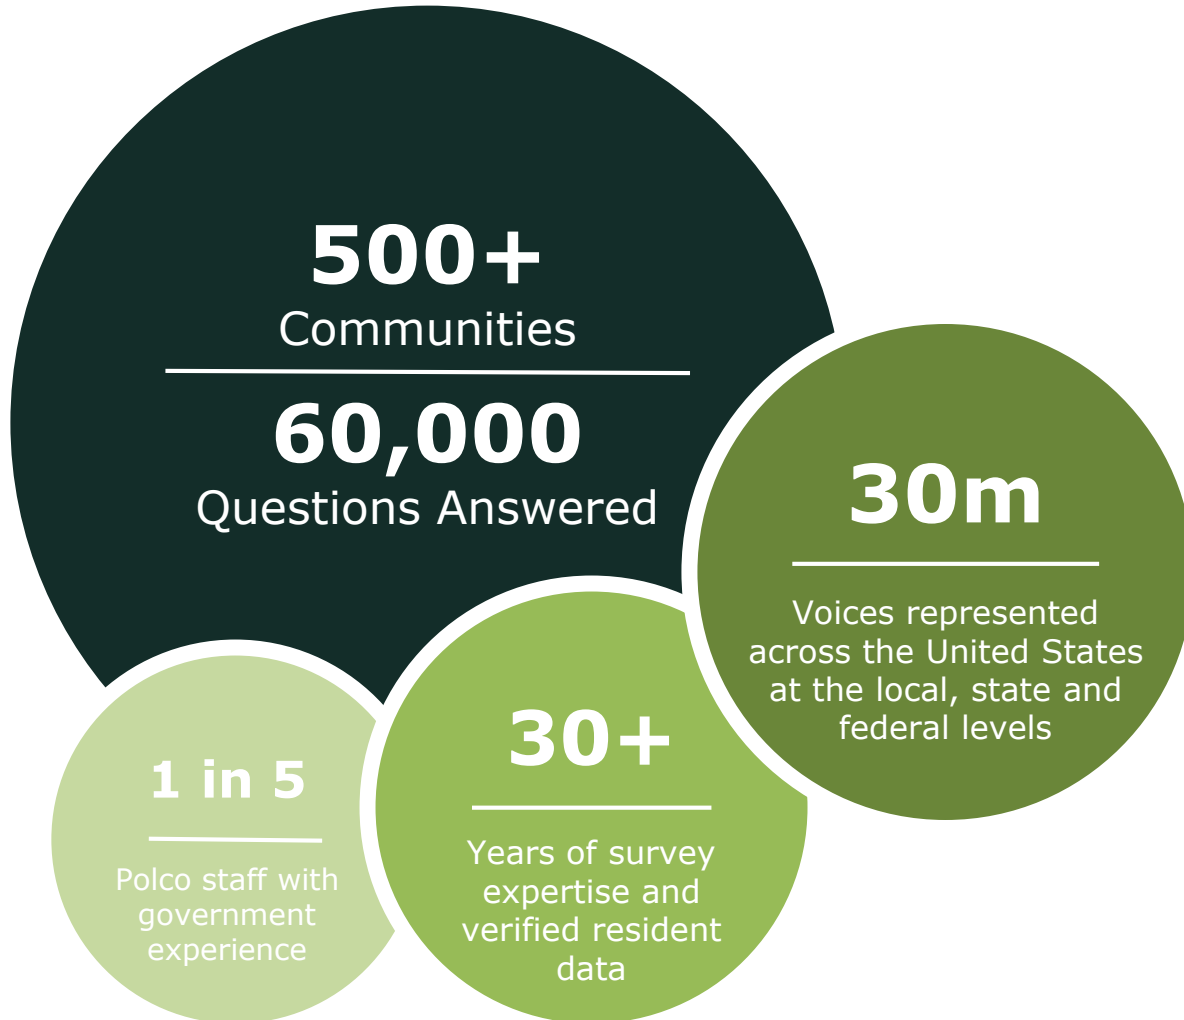 500+
Communities
60,000
Questions Answered
30m
Voices represented
across the United States
at the local, state and
federal levels
30+
Years of survey
expertise and
verified resident
data
1 in 5
Polco staff with
government
experience